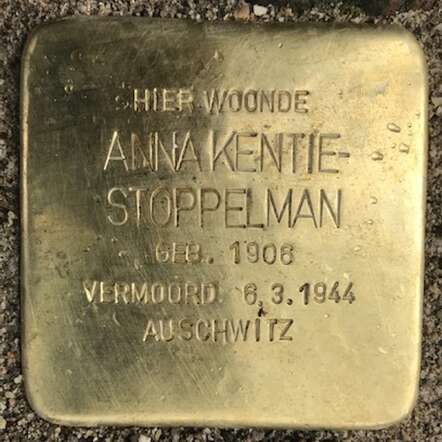 HIER WOONDE
ANNA KENTIE-
STOPPELMAN
GEB. 1906
VERMOORD 6.3.1944
AUSCHWITZ